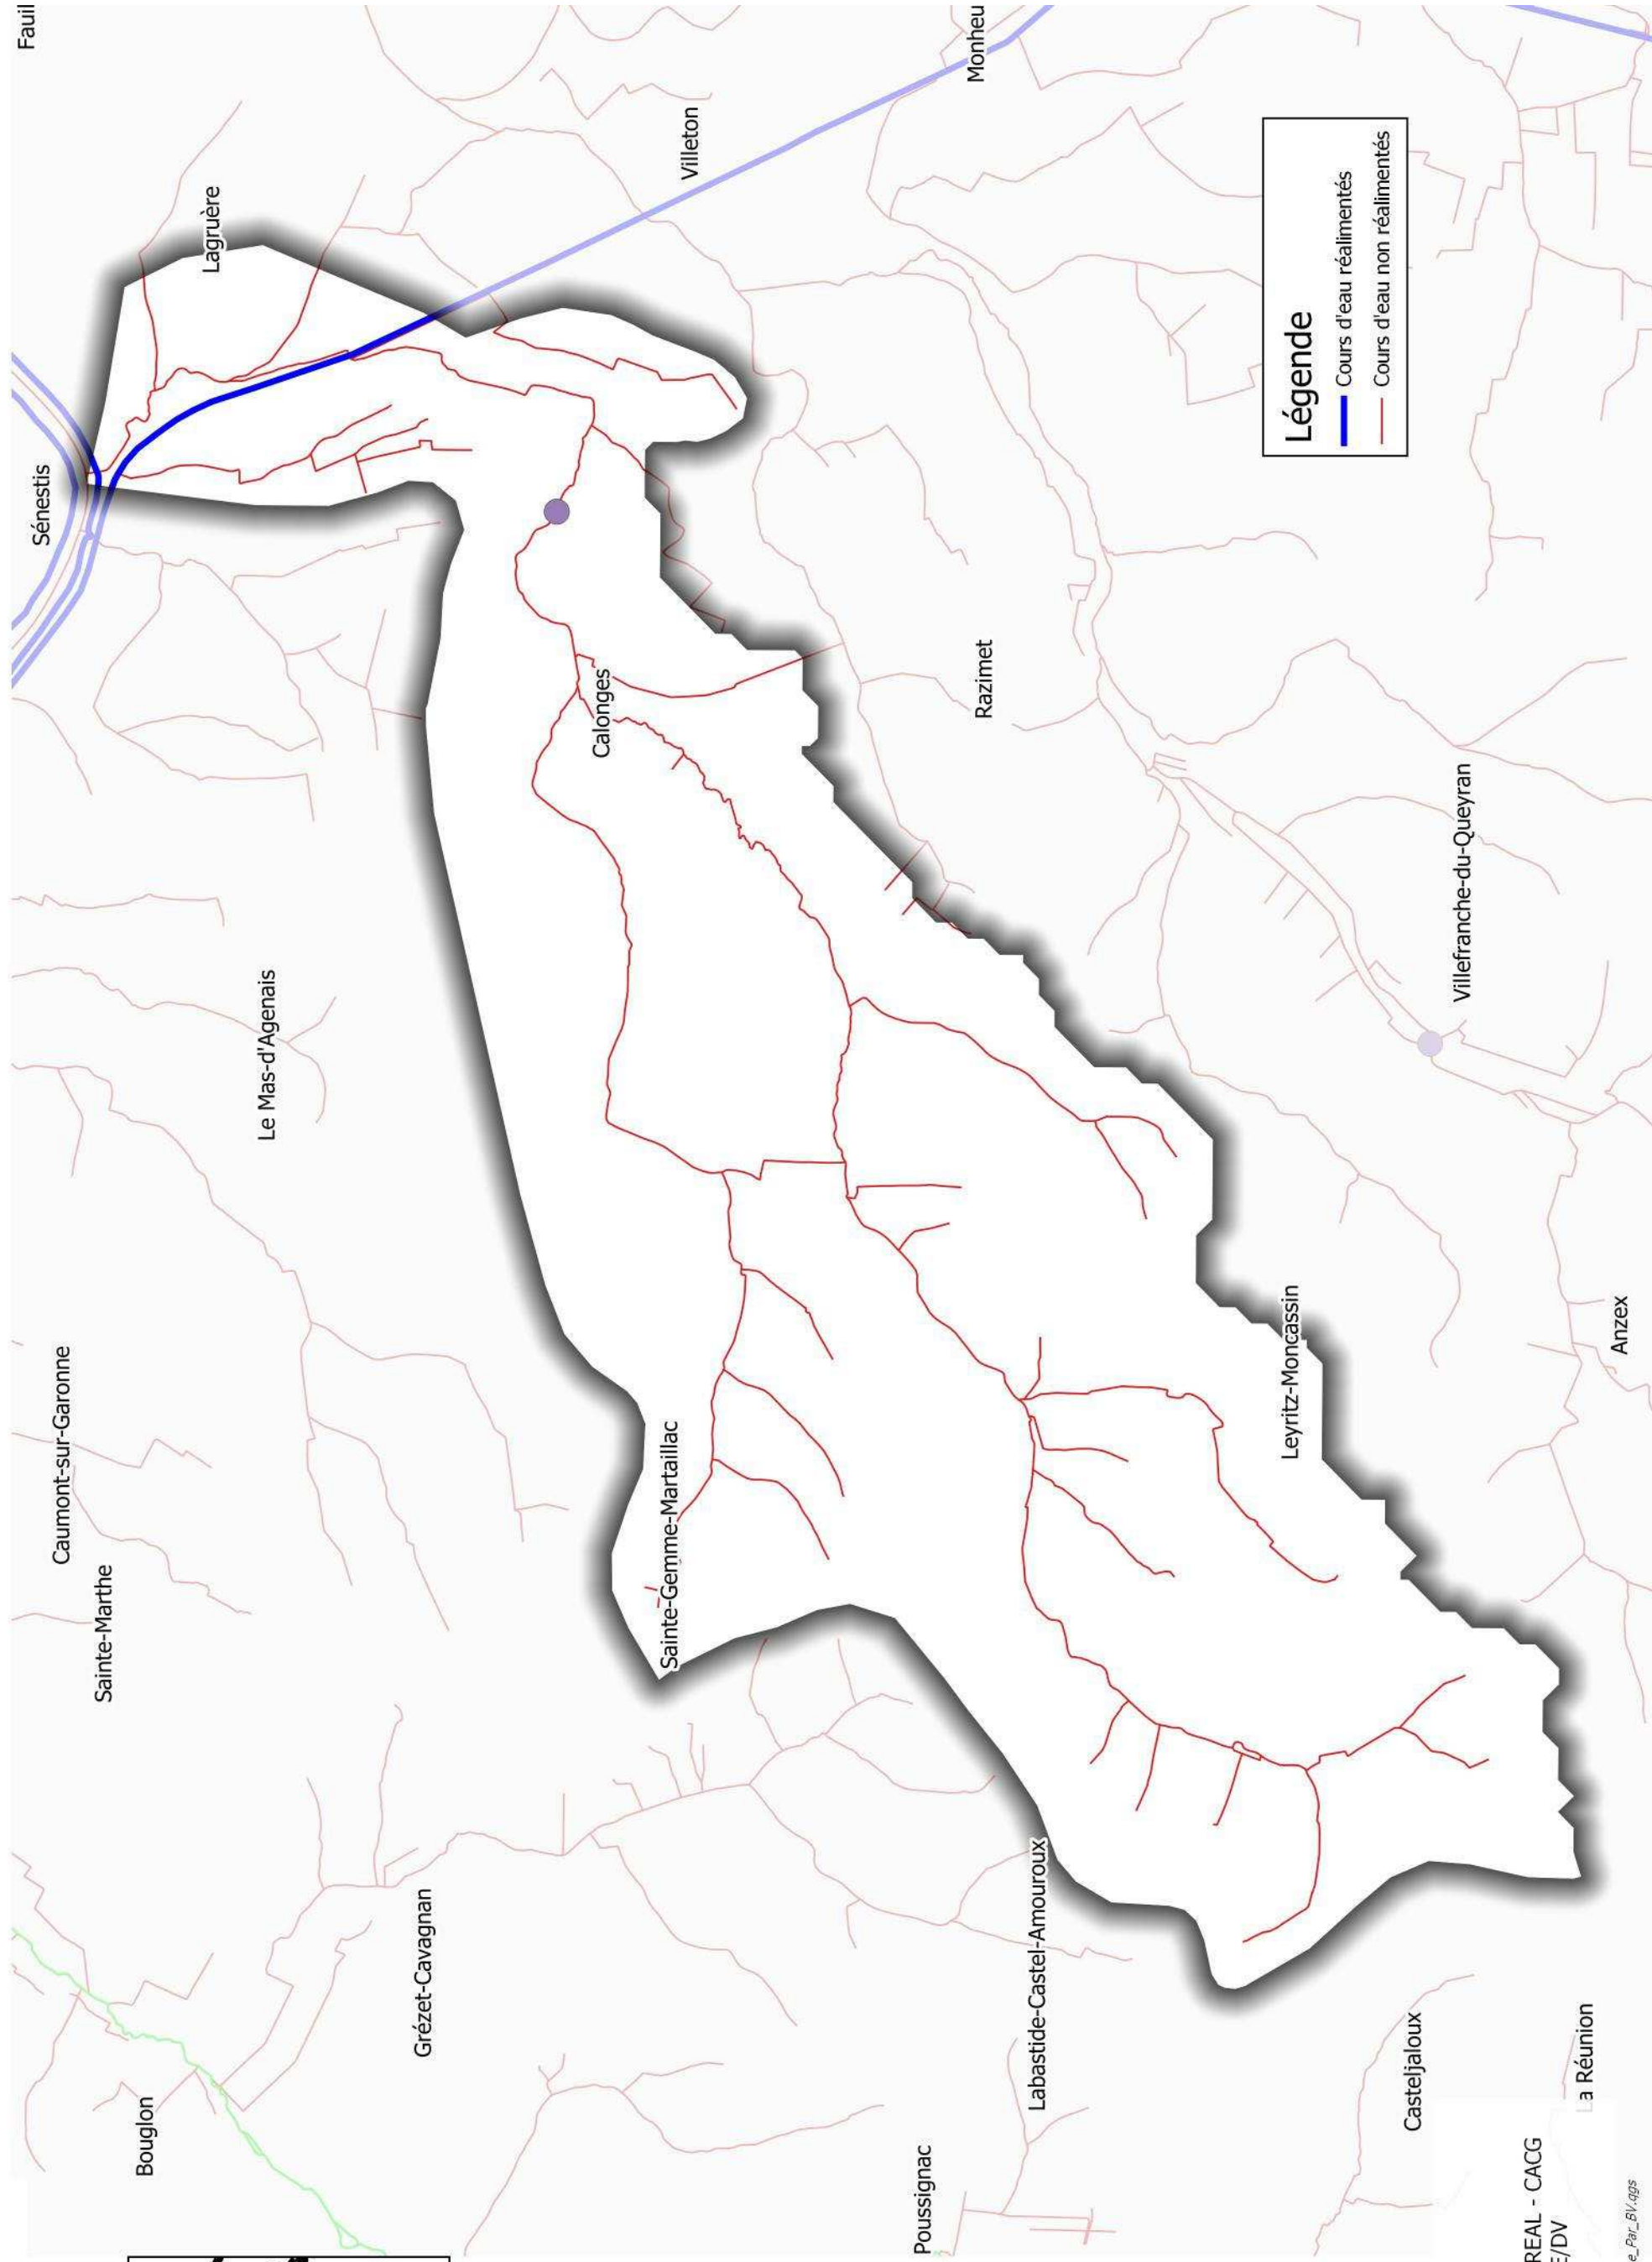 Fauil
Sénestis
Lagruère
Caumont-sur-Garonne
Sainte-Marthe
Bouglon
Le Mas-d'Agenais
Grézet-Cavagnan
Calonges
Villeton
Sainte-Gemme-Martaillac
Poussignac
Monheu
Razimet
Labastide-Castel-Amouroux
Leyritz-Moncassin
Légende
Cours d'eau réalimentés
Cours d'eau non réalimentés
Casteljaloux
Villefranche-du-Queyran
REAL - CACG
E/DV
La Réunion
Anzex
e_Par_BV.qgs